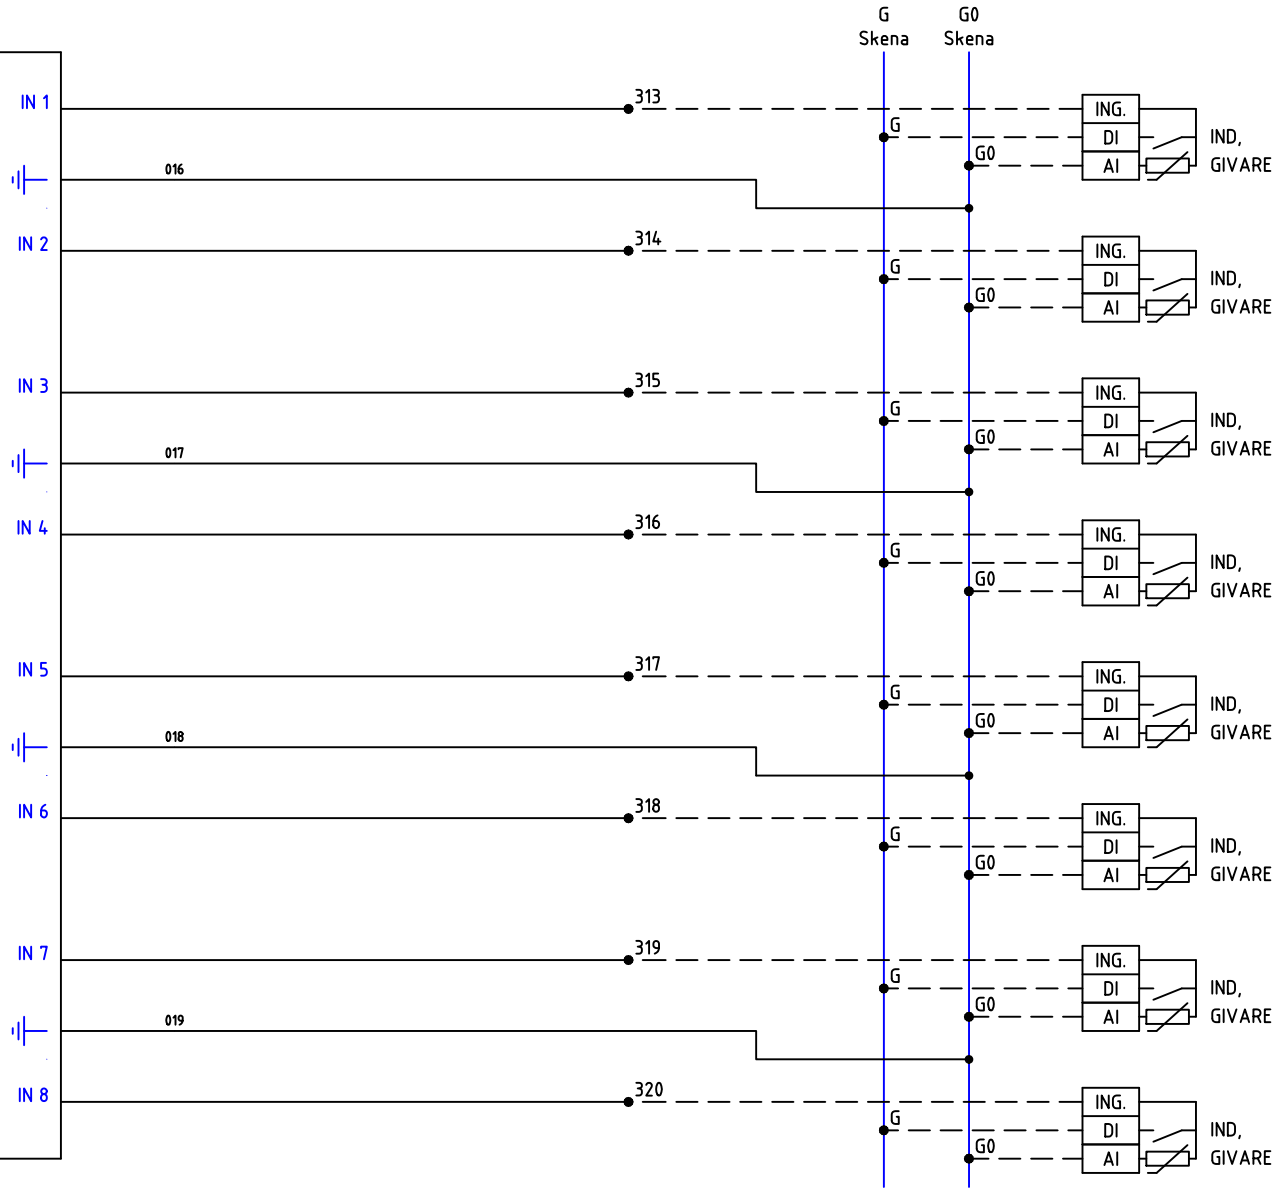 G G0
Skena Skena
IN 1 313 ING.
G DI IND,
016 G0 AI GIVARE
IN 2 314 ING.
G DI IND,
G0 AI GIVARE
IN 3 315 ING.
G DI IND,
017 G0 AI GIVARE
IN 4 316 ING.
G DI IND,
G0 AI GIVARE
IN 5 317 ING.
G DI IND,
018 G0 AI GIVARE
IN 6 318 ING.
G DI IND,
G0 AI GIVARE
IN 7 319 ING.
G DI IND,
019 G0 AI GIVARE
IN 8 320 ING.
G DI IND,
G0 AI GIVARE